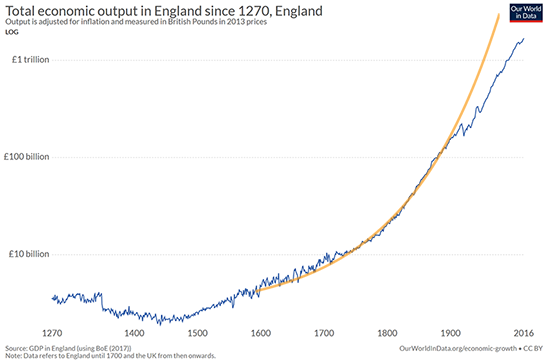 Total economic output in England since 1270, England
Output is adjusted for inflation and measured in British Pounds in 2013 prices
LOG
Our World
in Data
£1 trillion
£100 billion
£10 billion
1270
1400
1500
1600
1700
1800
1900
2016
Source: GDP in England (using BoE (2017))
OurWorldInData.org/economic-growth • CC BY
Note: Data refers to England until 1700 and the UK from then onwards.